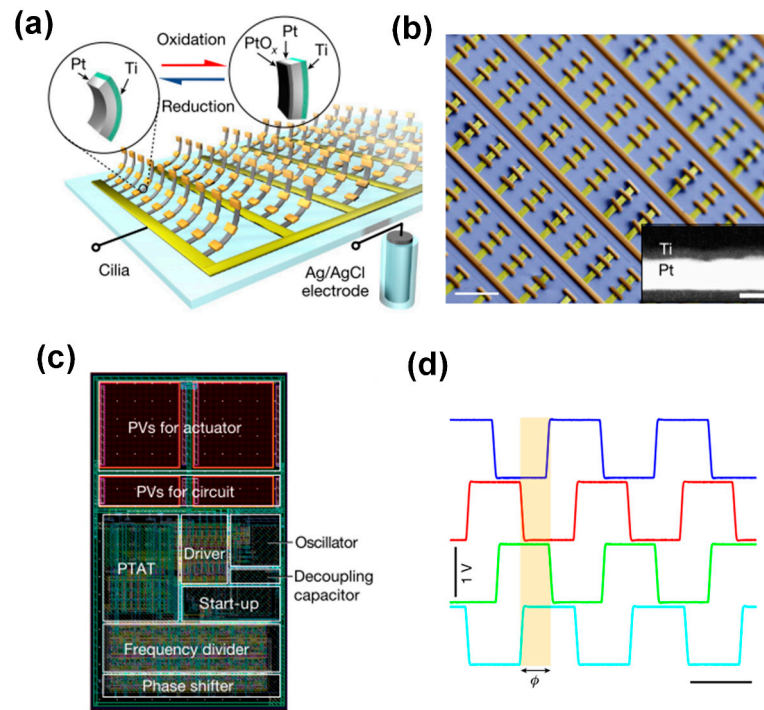 (a)
Pt
Ti
Oxidation
Reduction
Pt
PtOx
Ti
Cilia
Ag/AgCl
electrode
(b)
Ti
Pt
(c)
PVs for actuator
PVs for circuit
PTAT
Driver
Oscillator
Decoupling
capacitor
Start-up
Frequency divider
Phase shifter
(d)
1 V
ϕ